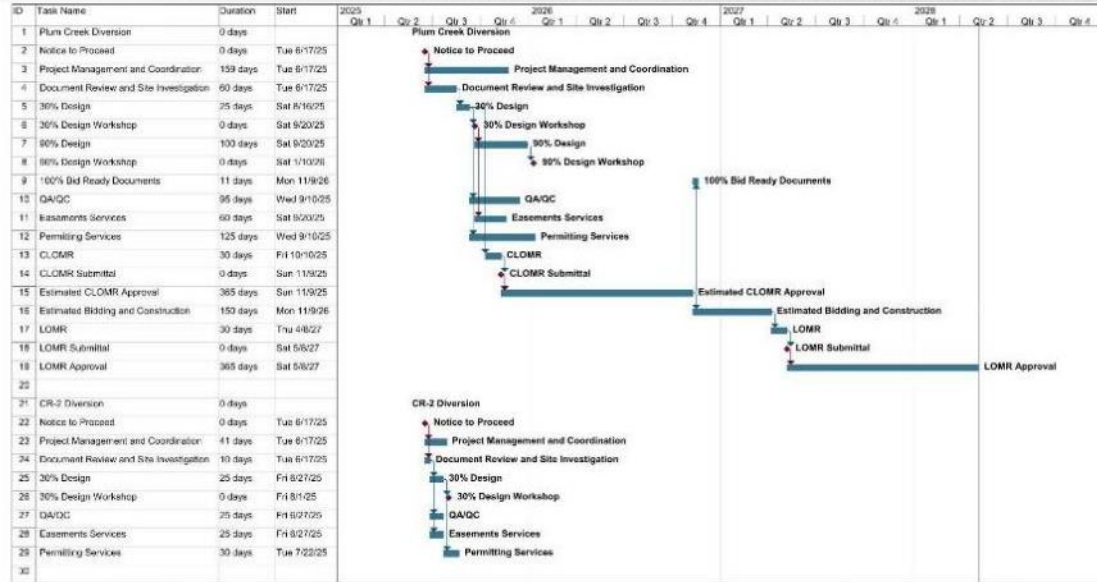 ID Task Name Duration Start 2025 2026 2027 2028
Qtr 1 Qtr 2 Qtr 3 Qtr 4 Qtr 1 Qtr 2 Qtr 3 Qtr 4 Qtr 1 Qtr 2 Qtr 3 Qtr 4 Qtr 1 Qtr 2 Qtr 3 Qtr 4
1 Plum Creek Diversion 0 days Plum Creek Diversion
2 Notice to Proceed 0 days Tue 6/17/25 Notice to Proceed
3 Project Management and Coordination 159 days Tue 6/17/25 Project Management and Coordination
4 Document Review and Site Investigation 60 days Tue 6/17/25 Document Review and Site Investigation
5 30% Design 25 days Sat 8/16/25 30% Design
6 30% Design Workshop 0 days Sat 9/20/25 30% Design Workshop
7 90% Design 100 days Sat 9/20/25 90% Design
8 90% Design Workshop 0 days Sat 1/10/26 90% Design Workshop
9 100% Bid Ready Documents 11 days Mon 11/9/26 100% Bid Ready Documents
10 QA/QC 95 days Wed 9/10/25 QA/QC
11 Easements Services 60 days Sat 9/20/25 Easements Services
12 Permitting Services 125 days Wed 9/10/25 Permitting Services
13 CLOMR 30 days Fri 10/10/25 CLOMR
14 CLOMR Submittal 0 days Sun 11/9/25 CLOMR Submittal
15 Estimated CLOMR Approval 365 days Sun 11/9/25 Estimated CLOMR Approval
16 Estimated Bidding and Construction 150 days Mon 11/9/26 Estimated Bidding and Construction
17 LOMR 30 days Thu LOMR
18 LOMR Submittal 0 days Sat LOMR Submittal
19 LOMR Approval 365 days Sat LOMR Approval
20
21 CR-2 Diversion 0 days CR-2 Diversion
22 Notice to Proceed 0 days Tue 6/17/25 Notice to Proceed
23 Project Management and Coordination 41 days Tue 6/17/25 Project Management and Coordination
24 Document Review and Site Investigation 10 days Tue 6/17/25 Document Review and Site Investigation
25 30% Design 25 days Fri 30% Design
26 30% Design Workshop 0 days Fri 8/1/25 30% Design Workshop
27 QA/QC 25 days Fri 6/27/25 QA/QC
28 Easements Services 25 days Fri Easements Services
29 Permitting Services 30 days Tue 7/22/25 Permitting Services
30